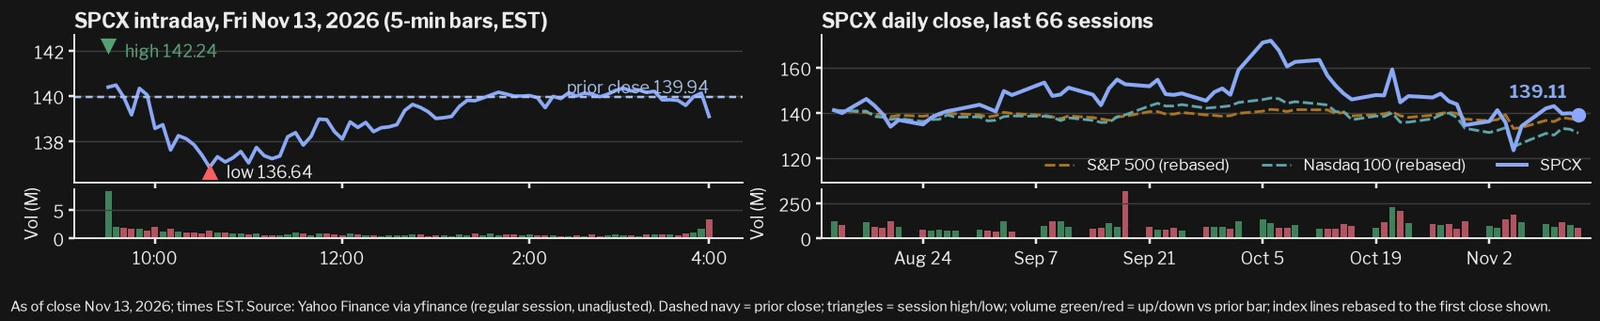 SPCX intraday, Fri Nov 13, 2026 (5-min bars, EST)
142
140
138
high 142.24
prior close 139.94
low 136.64
Vol (M)
5
0
10:00
12:00
2:00
4:00
SPCX daily close, last 66 sessions
160
140
120
139.11
S&P 500 (rebased)
Nasdaq 100 (rebased)
SPCX
Vol (M)
250
0
Aug 24
Sep 7
Sep 21
Oct 5
Oct 19
Nov 2
As of close Nov 13, 2026; times EST. Source: Yahoo Finance via yfinance (regular session, unadjusted). Dashed navy = prior close; triangles = session high/low; volume green/red = up/down vs prior bar; index lines rebased to the first close shown.